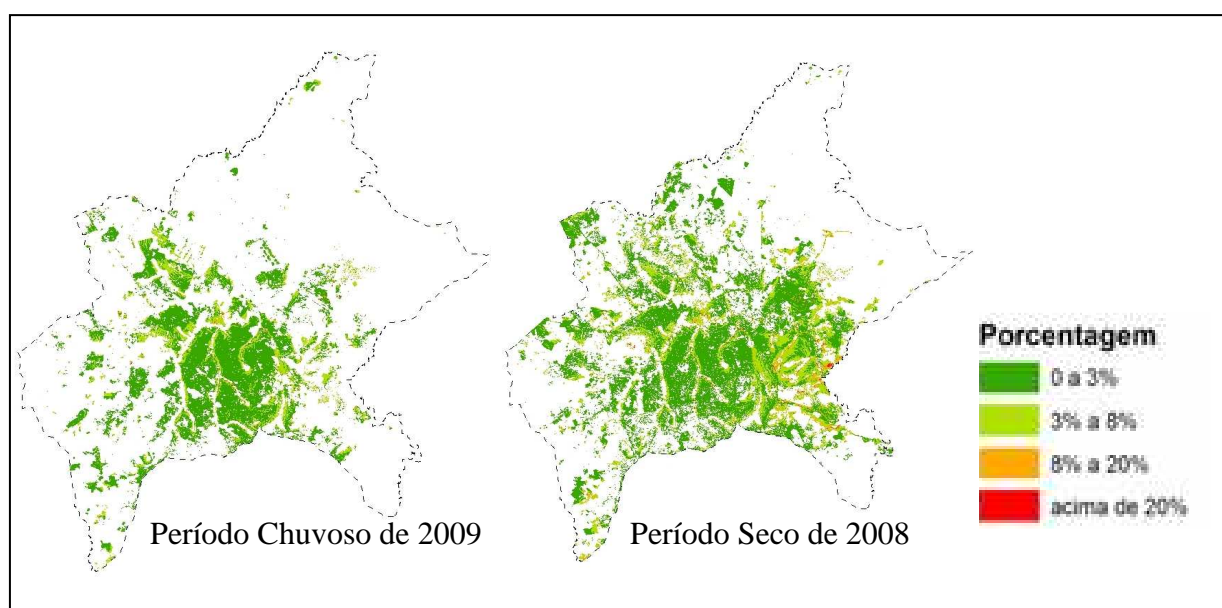 Período Chuvoso de 2009
Período Seco de 2008
Porcentagem
0 a 3%
3% a 8%
8% a 20%
acima de 20%